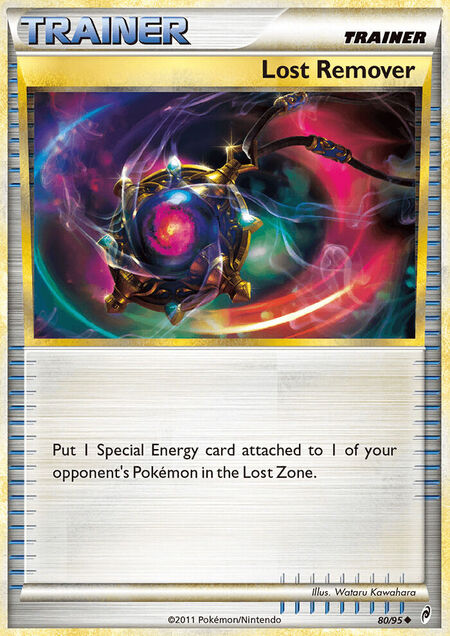 TRAINER
TRAINER
Lost Remover
Put 1 Special Energy card attached to 1 of your
opponent's Pokémon in the Lost Zone.
Illus. Wataru Kawahara
©2011 Pokémon/Nintendo
80/95